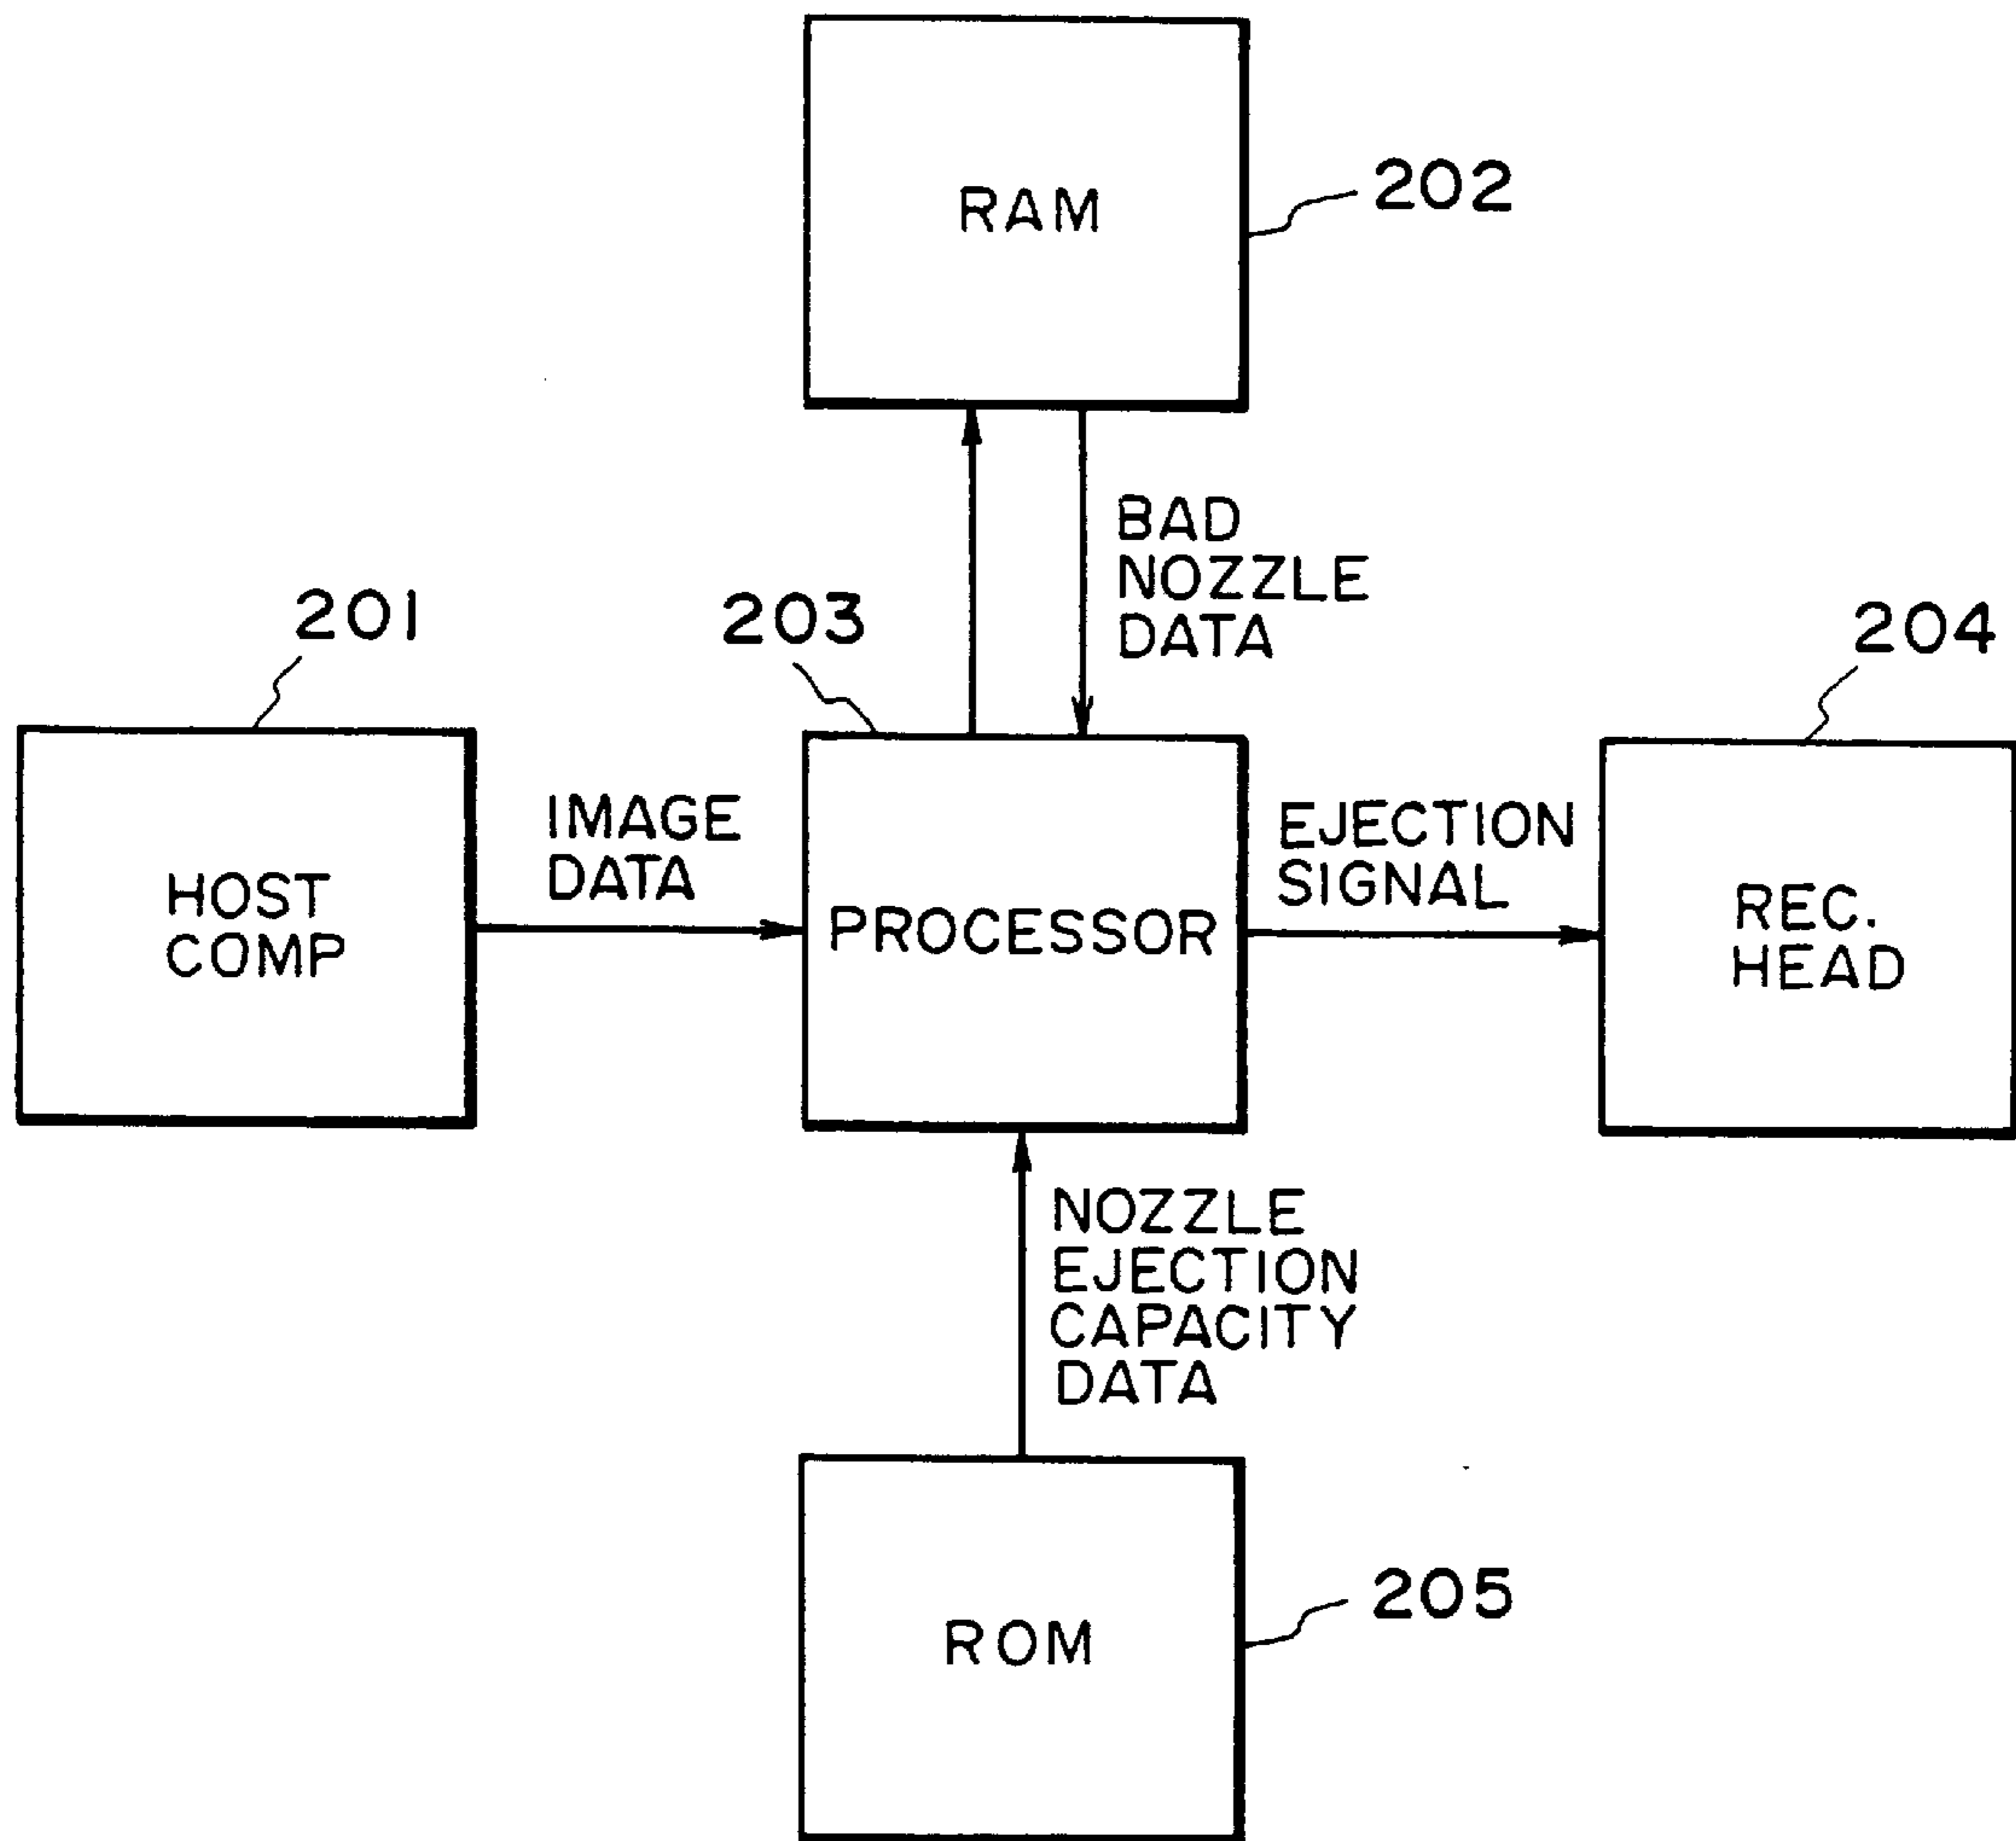 RAM
202
BAD
NOZZLE
DATA
201
203
204
HOST
COMP
IMAGE
DATA
PROCESSOR
EJECTION
SIGNAL
REC.
HEAD
NOZZLE
EJECTION
CAPACITY
DATA
ROM
205